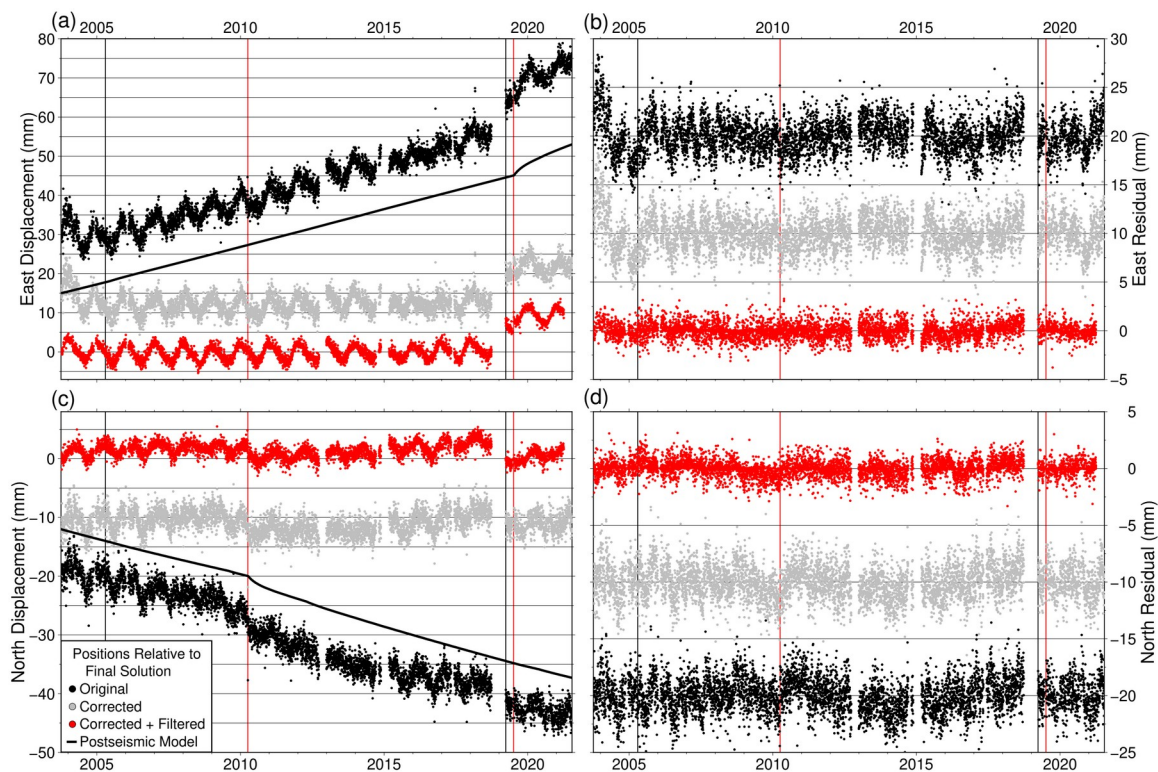 (a)
2005 2010 2015 2020
80
70
60
50
40
30
20
10
0
East Displacement (mm)
(b)
2005 2010 2015 2020
30
25
20
15
10
5
0
-5
East Residual (mm)
(c)
0
-10
-20
-30
-40
-50
North Displacement (mm)
Positions Relative to
Final Solution
Original
Corrected
Corrected + Filtered
Postseismic Model
2005 2010 2015 2020
(d)
5
0
-5
-10
-15
-20
-25
North Residual (mm)
2005 2010 2015 2020